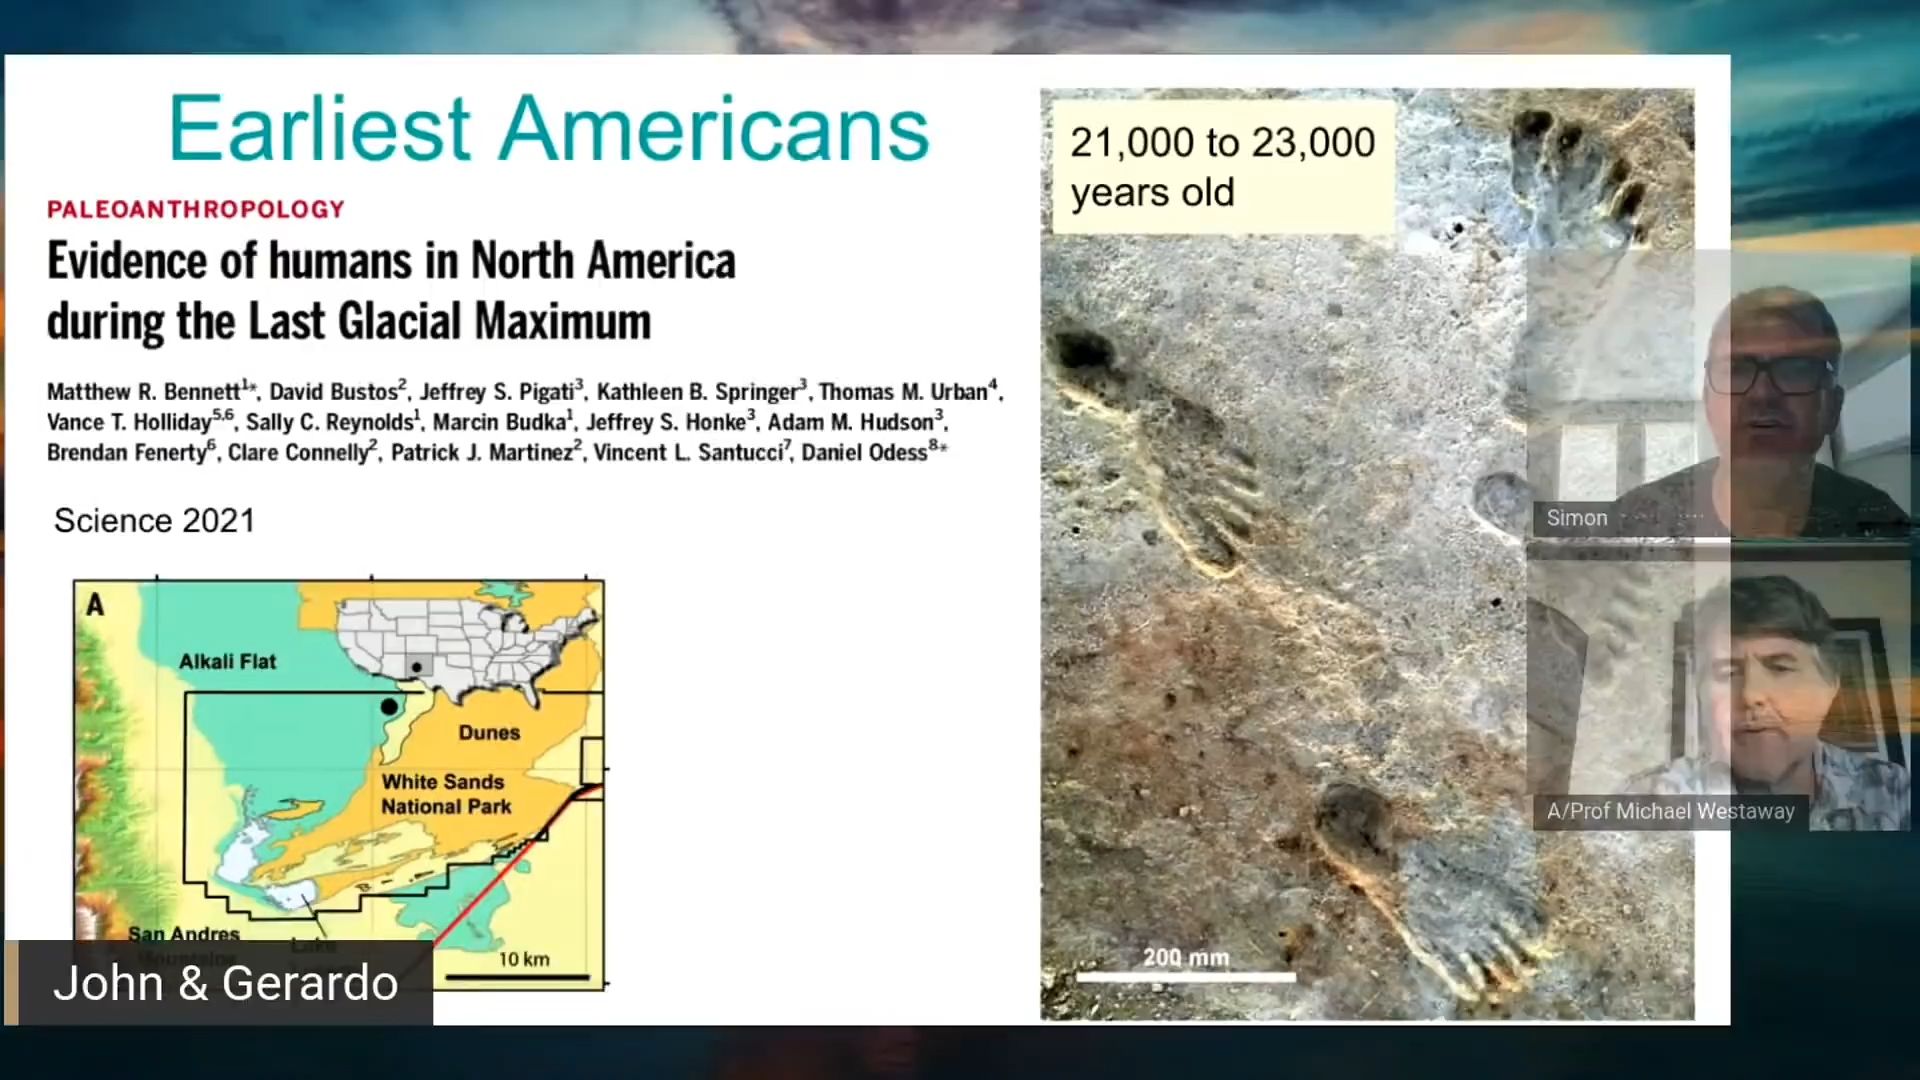 Earliest Americans
PALEOANTHROPOLOGY
Evidence of humans in North America
during the Last Glacial Maximum
Matthew R. Bennett¹*, David Bustos², Jeffrey S. Pigati³, Kathleen B. Springer³, Thomas M. Urban⁴,
Vance T. Holliday⁵,⁶, Sally C. Reynolds¹, Marcin Budka¹, Jeffrey S. Honke³, Adam M. Hudson³,
Brendan Fenerty⁶, Clare Connelly², Patrick J. Martinez², Vincent L. Santucci⁷, Daniel Odess⁸*
Science 2021
A
Alkali Flat
Dunes
White Sands
National Park
San Andres
Mountains
Lake
10 km
21,000 to 23,000
years old
200 mm
Simon
A/Prof Michael Westaway
John & Gerardo